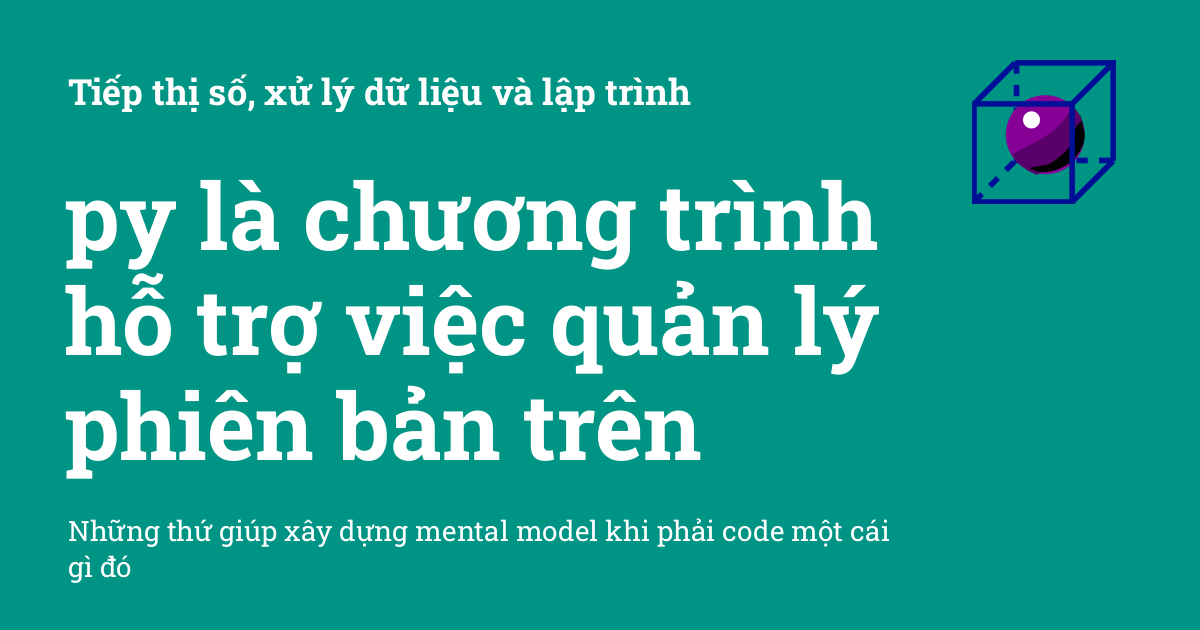 Tiếp thị số, xử lý dữ liệu và lập trình
py là chương trình
hỗ trợ việc quản lý
phiên bản trên
Những thứ giúp xây dựng mental model khi phải code một cái
gì đó